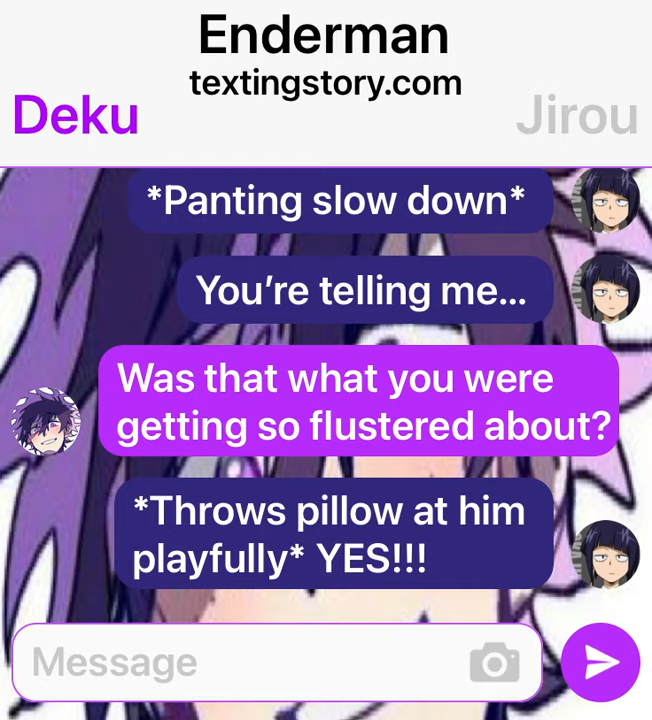 Enderman
textingstory.com
Deku
Jirou
*Panting slow down*
You’re telling me...
Was that what you were
getting so flustered about?
*Throws pillow at him
playfully* YES!!!
Message